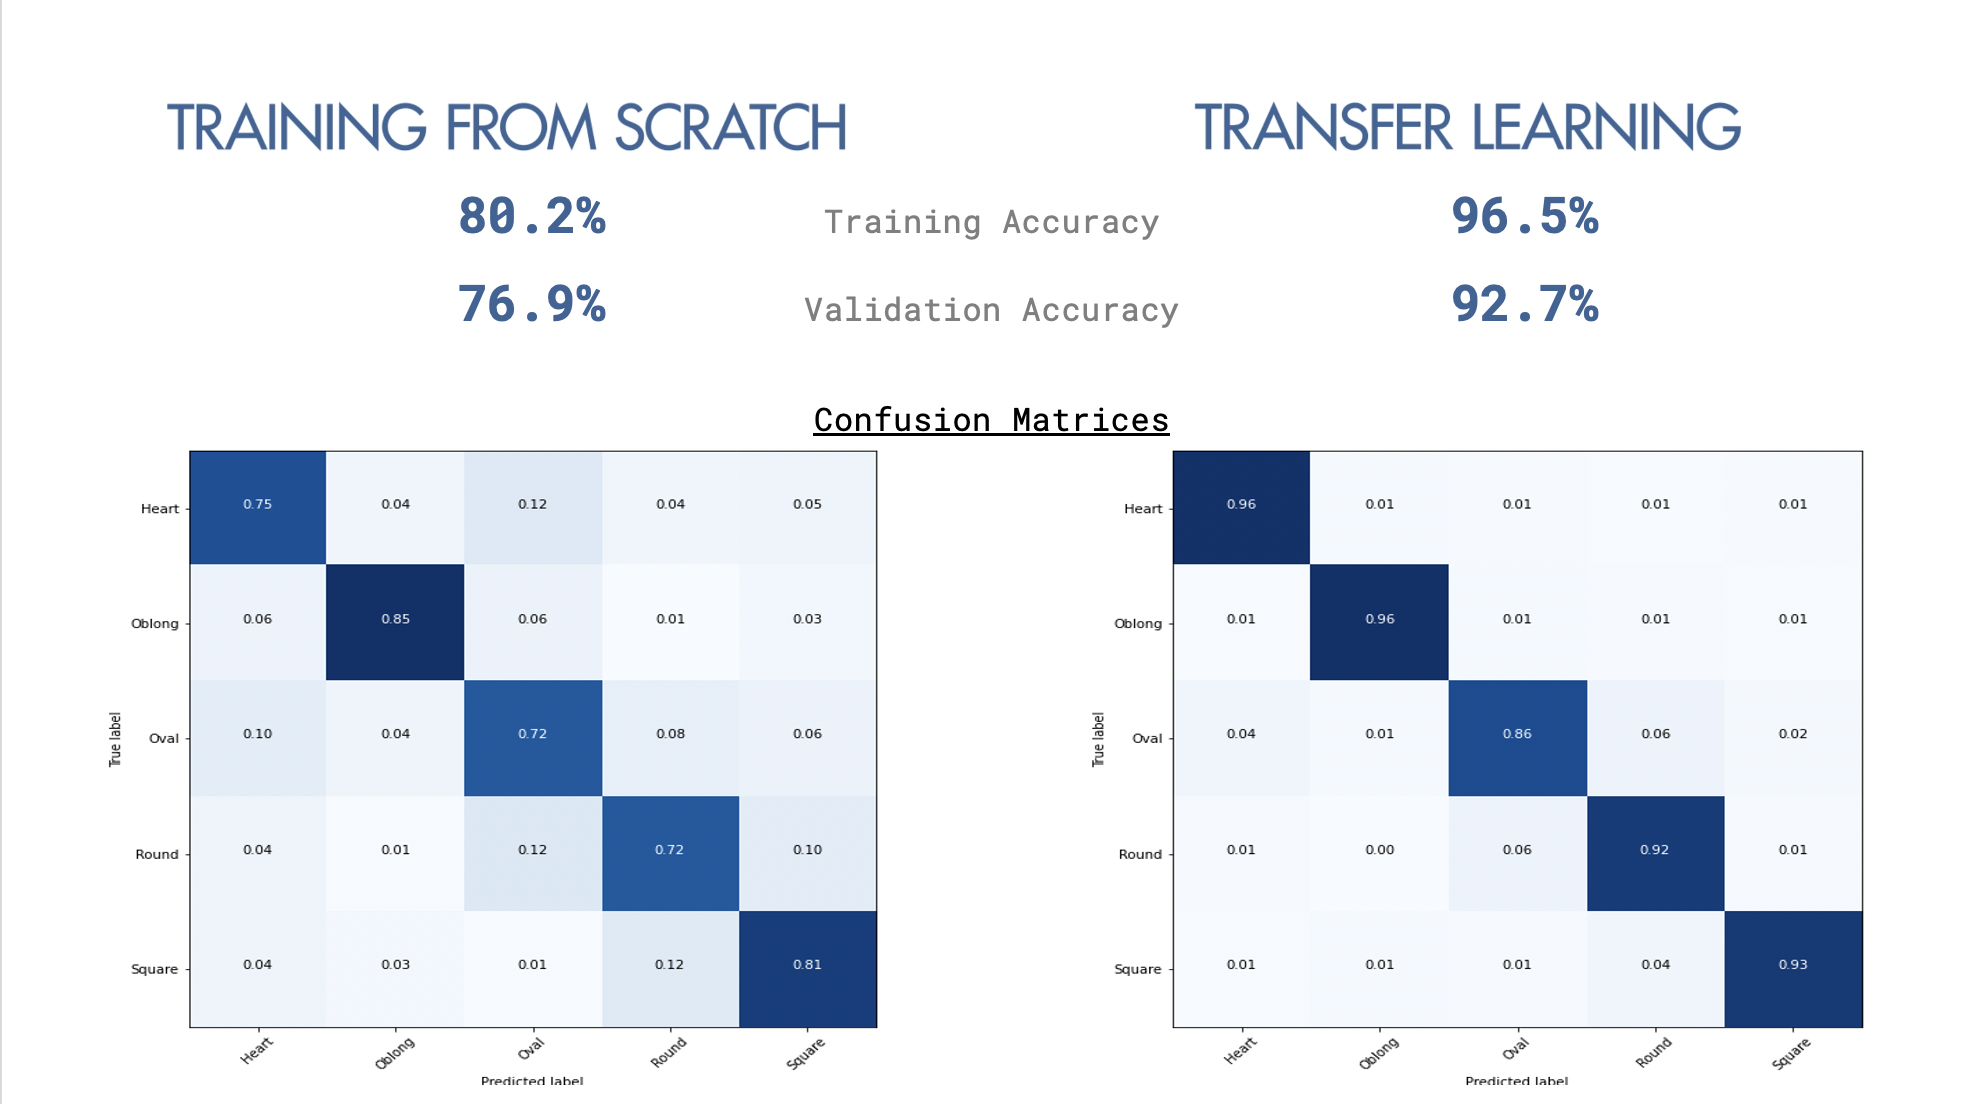 TRAINING FROM SCRATCH
TRANSFER LEARNING
80.2% Training Accuracy 96.5%
76.9% Validation Accuracy 92.7%
Confusion Matrices
True label
Heart 0.75 0.04 0.12 0.04 0.05
Oblong 0.06 0.85 0.06 0.01 0.03
Oval 0.10 0.04 0.72 0.08 0.06
Round 0.04 0.01 0.12 0.72 0.10
Square 0.04 0.03 0.01 0.12 0.81
Heart Oblong Oval Round Square
Predicted label
True label
Heart 0.96 0.01 0.01 0.01 0.01
Oblong 0.01 0.96 0.01 0.01 0.01
Oval 0.04 0.01 0.86 0.06 0.02
Round 0.01 0.00 0.06 0.92 0.01
Square 0.01 0.01 0.01 0.04 0.93
Heart Oblong Oval Round Square
Predicted label